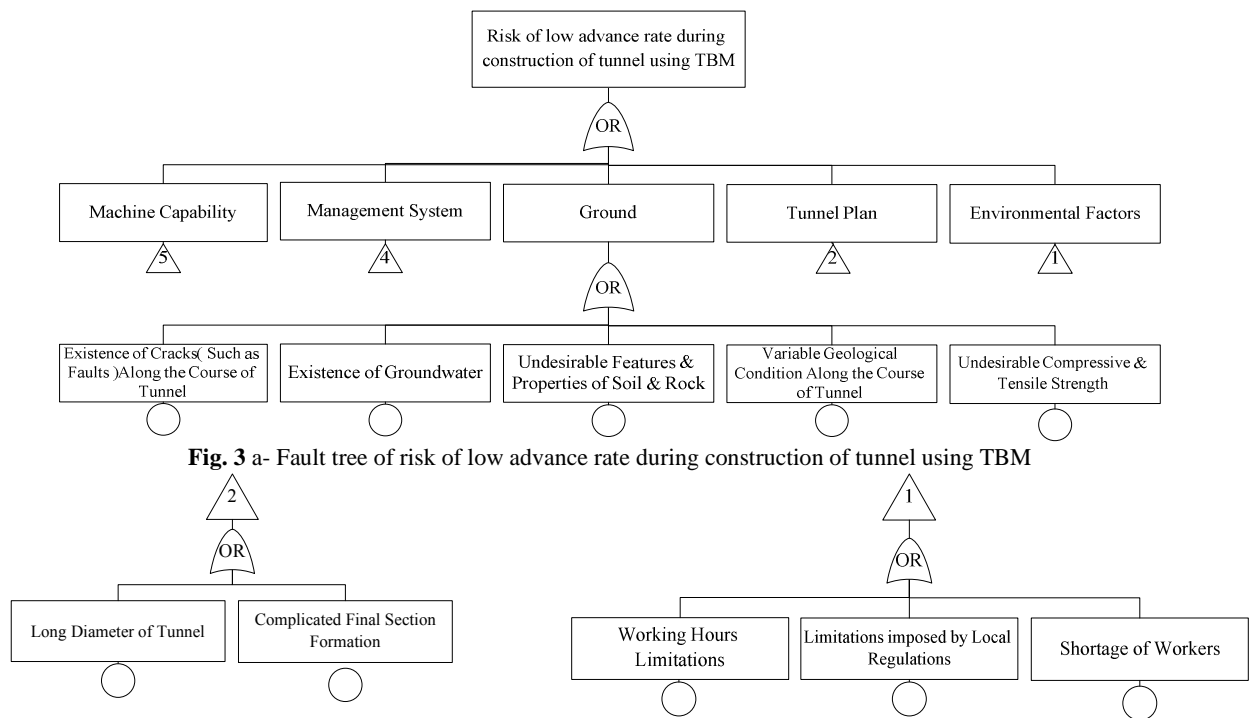 Risk of low advance rate during
construction of tunnel using TBM
OR
Machine Capability
Management System
Ground
Tunnel Plan
Environmental Factors
5
4
2
1
OR
Existence of Cracks( Such as
Faults )Along the Course of
Tunnel
Existence of Groundwater
Undesirable Features &
Properties of Soil & Rock
Variable Geological
Condition Along the Course
of Tunnel
Undesirable Compressive &
Tensile Strength
Fig. 3 a- Fault tree of risk of low advance rate during construction of tunnel using TBM
2
OR
Long Diameter of Tunnel
Complicated Final Section
Formation
1
OR
Working Hours
Limitations
Limitations imposed by Local
Regulations
Shortage of Workers